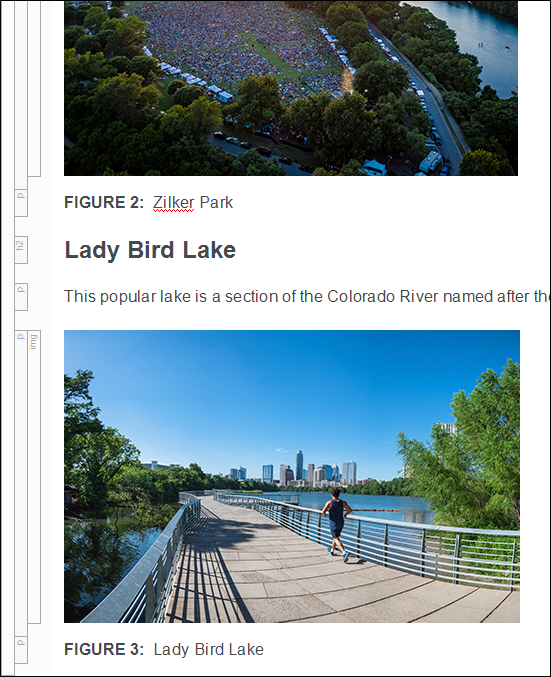 p
FIGURE 2: Zilker Park
h2
Lady Bird Lake
p
This popular lake is a section of the Colorado River named after
p
img
p
FIGURE 3: Lady Bird Lake